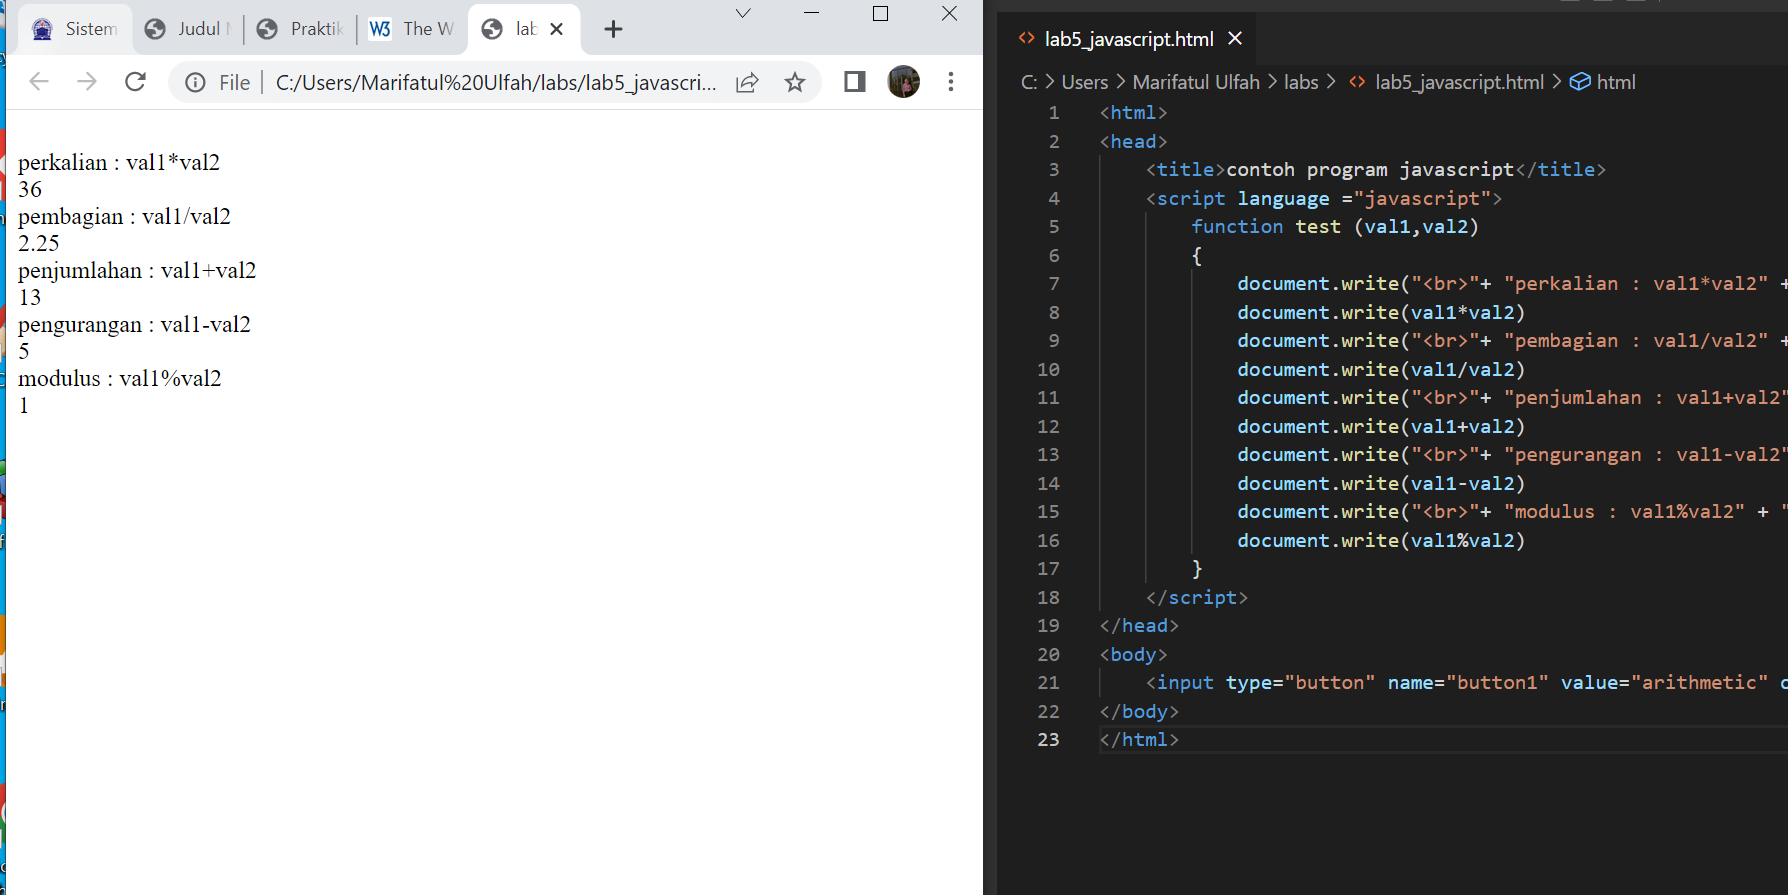 Sistem
Judul
Praktik
W3 The W
lab
File C:/Users/Marifatul%20Ulfah/labs/lab5_javascri...
perkalian : val1*val2
36
pembagian : val1/val2
2.25
penjumlahan : val1+val2
13
pengurangan : val1-val2
5
modulus : val1%val2
1
lab5_javascript.html
C: > Users > Marifatul Ulfah > labs > lab5_javascript.html > html
1 <html>
2 <head>
3 <title>contoh program javascript</title>
4 <script language ="javascript">
5 function test (val1,val2)
6 {
7 document.write("<br>"+ "perkalian : val1*val2" +
8 document.write(val1*val2)
9 document.write("<br>"+ "pembagian : val1/val2" +
10 document.write(val1/val2)
11 document.write("<br>"+ "penjumlahan : val1+val2"
12 document.write(val1+val2)
13 document.write("<br>"+ "pengurangan : val1-val2"
14 document.write(val1-val2)
15 document.write("<br>"+ "modulus : val1%val2" + "
16 document.write(val1%val2)
17 }
18 </script>
19 </head>
20 <body>
21 <input type="button" name="button1" value="arithmetic"
22 </body>
23 </html>